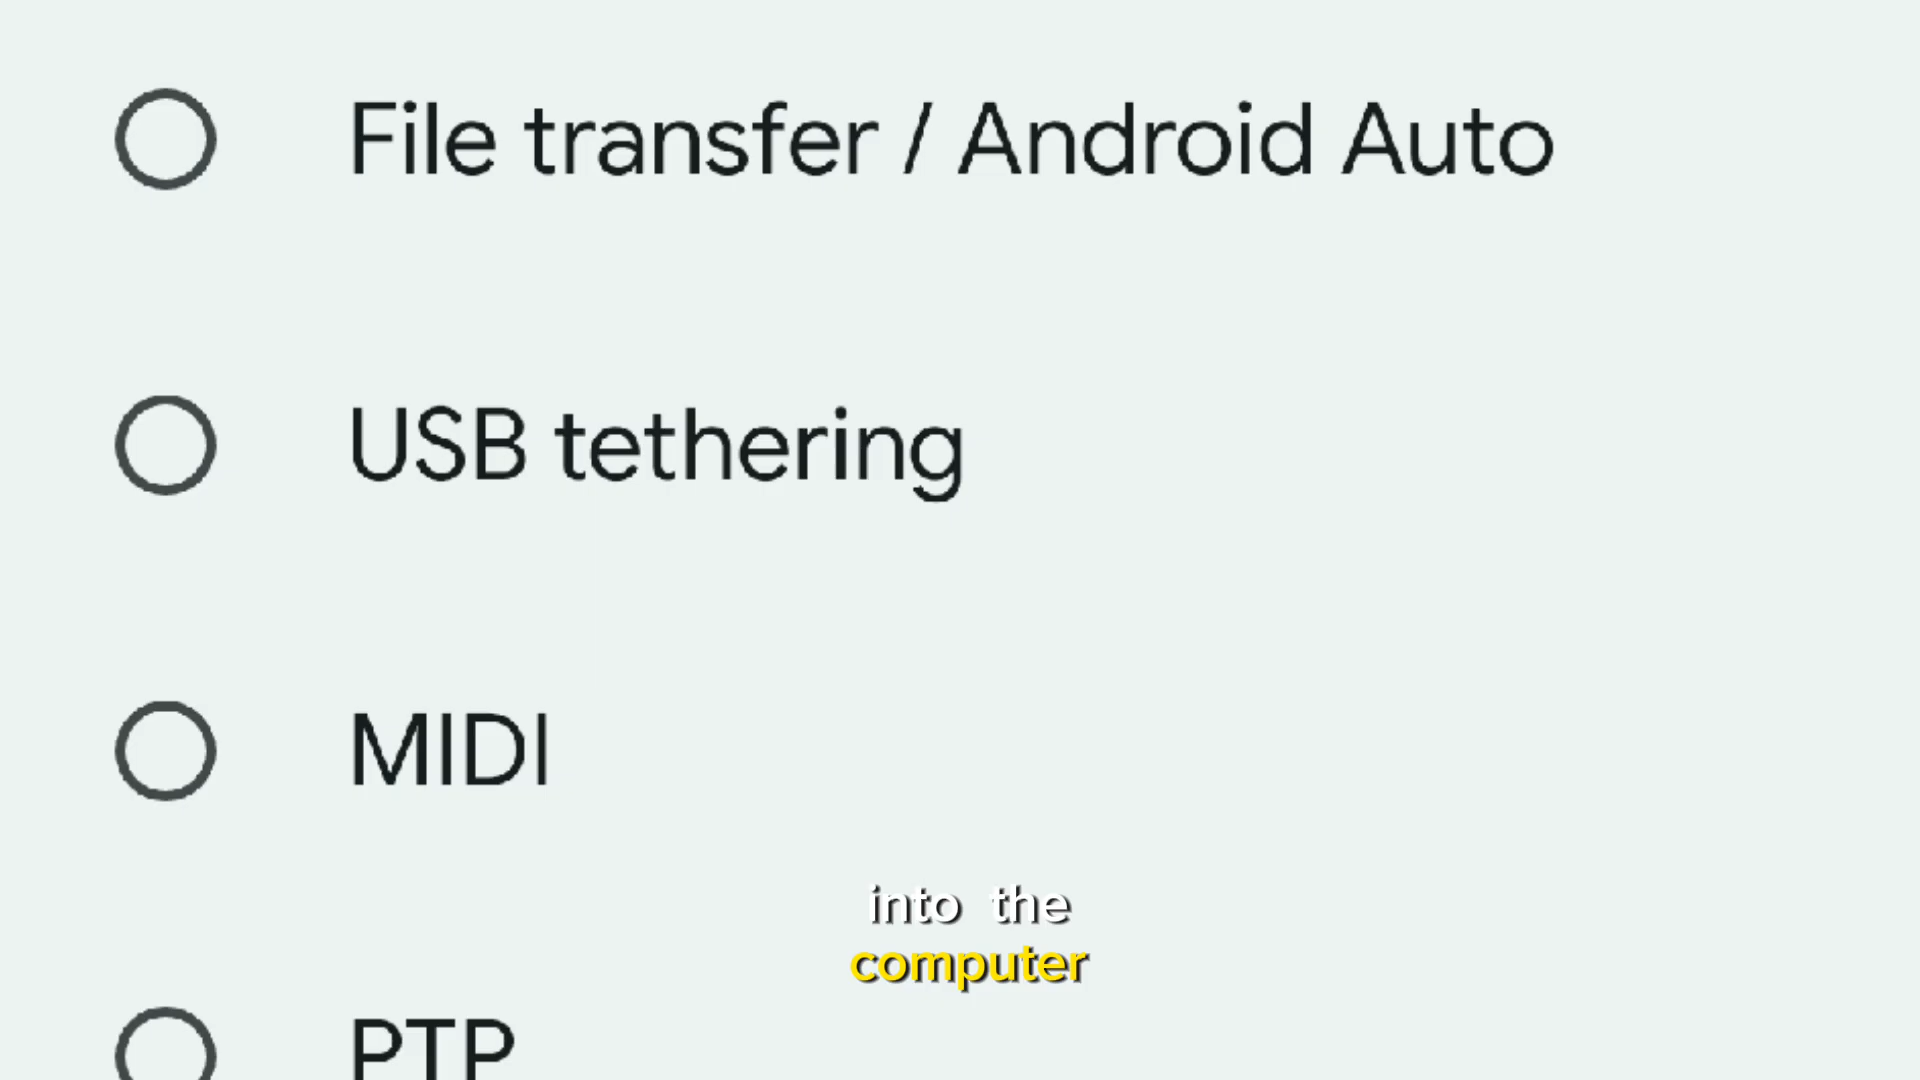 File transfer / Android Auto
USB tethering
MIDI
into the
computer
PTP